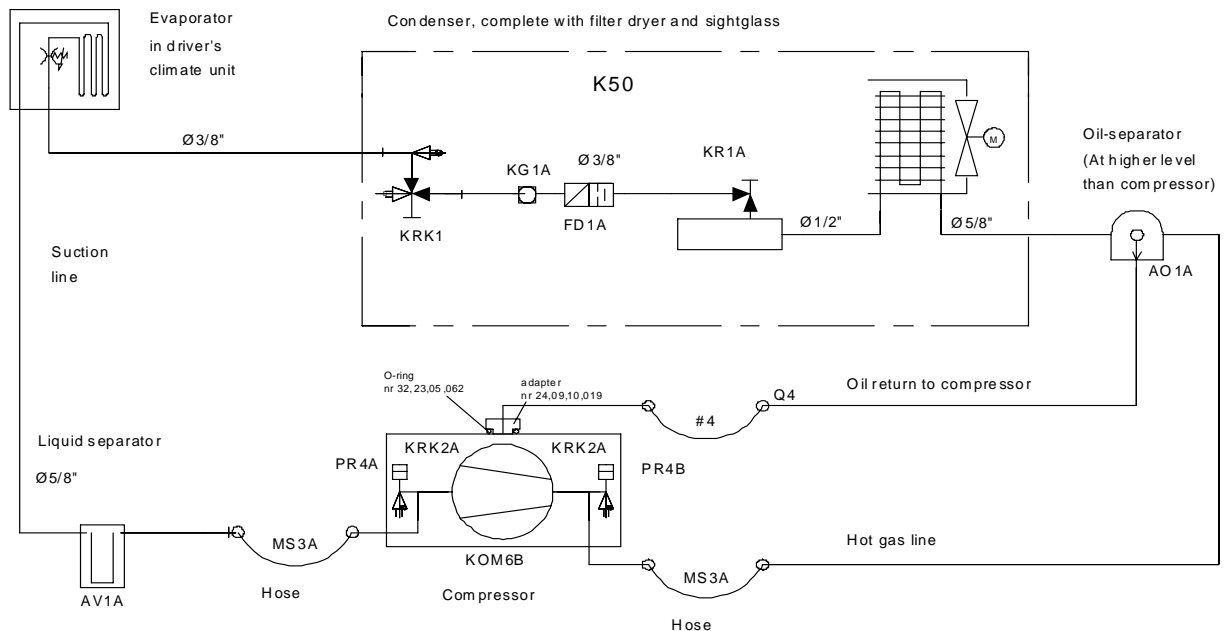 Evaporator
in driver's
climate unit
Condenser, complete with filter dryer and sightglass
K50
Ø3/8"
KG1A
Ø3/8"
KR1A
M
Oil-separator
(At higher level
than compressor)
KRK1
FD1A
Ø1/2"
Ø5/8"
AO1A
Suction
line
O-ring
nr 32,23,05,062
adapter
nr 24,09,10,019
Q4
Oil return to compressor
#4
Liquid separator
Ø5/8"
KRK2A
KRK2A
PR4A
PR4B
MS3A
KOM6B
Hot gas line
MS3A
AV1A
Hose
Compressor
Hose